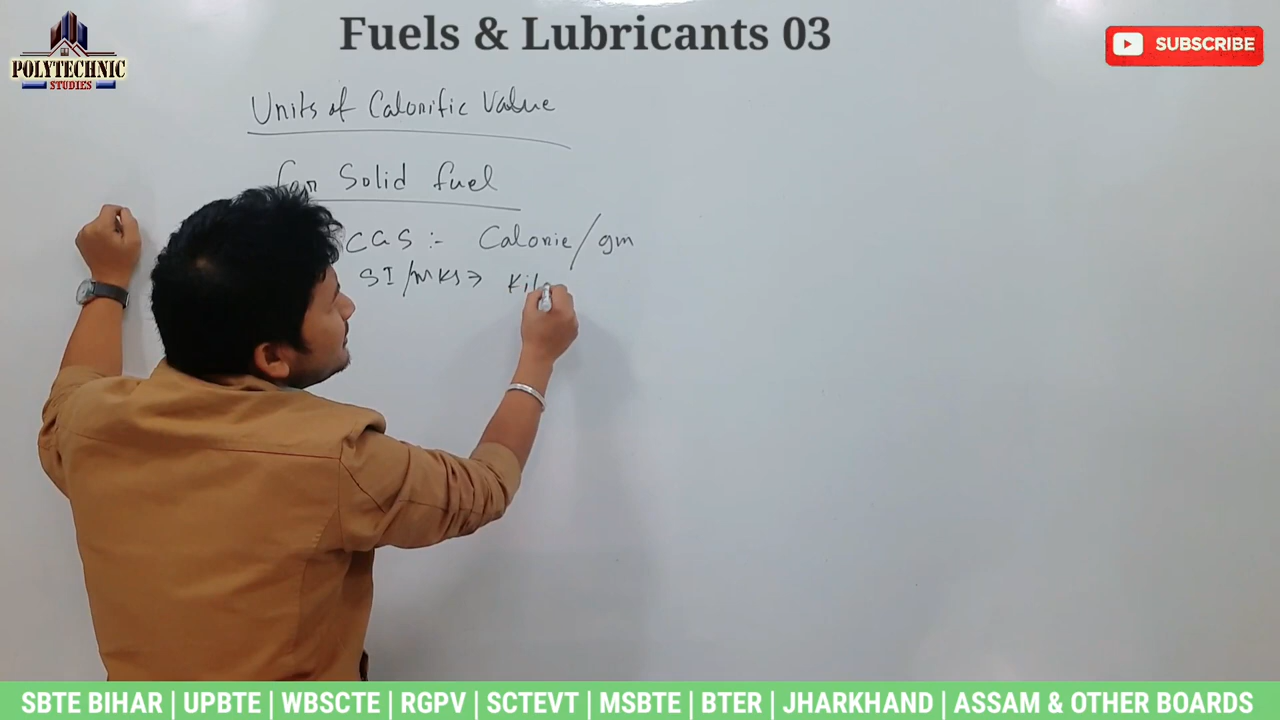 Fuels & Lubricants 03
POLYTECHNIC
STUDIES
SUBSCRIBE
Units of Calorific Value
for Solid fuel
CGS :- Calorie/gm
SI/MKS →
SBTE BIHAR | UPBTE | WBSCTE | RGPV | SCTEVT | MSBTE | BTER | JHARKHAND | ASSAM & OTHER BOARDS